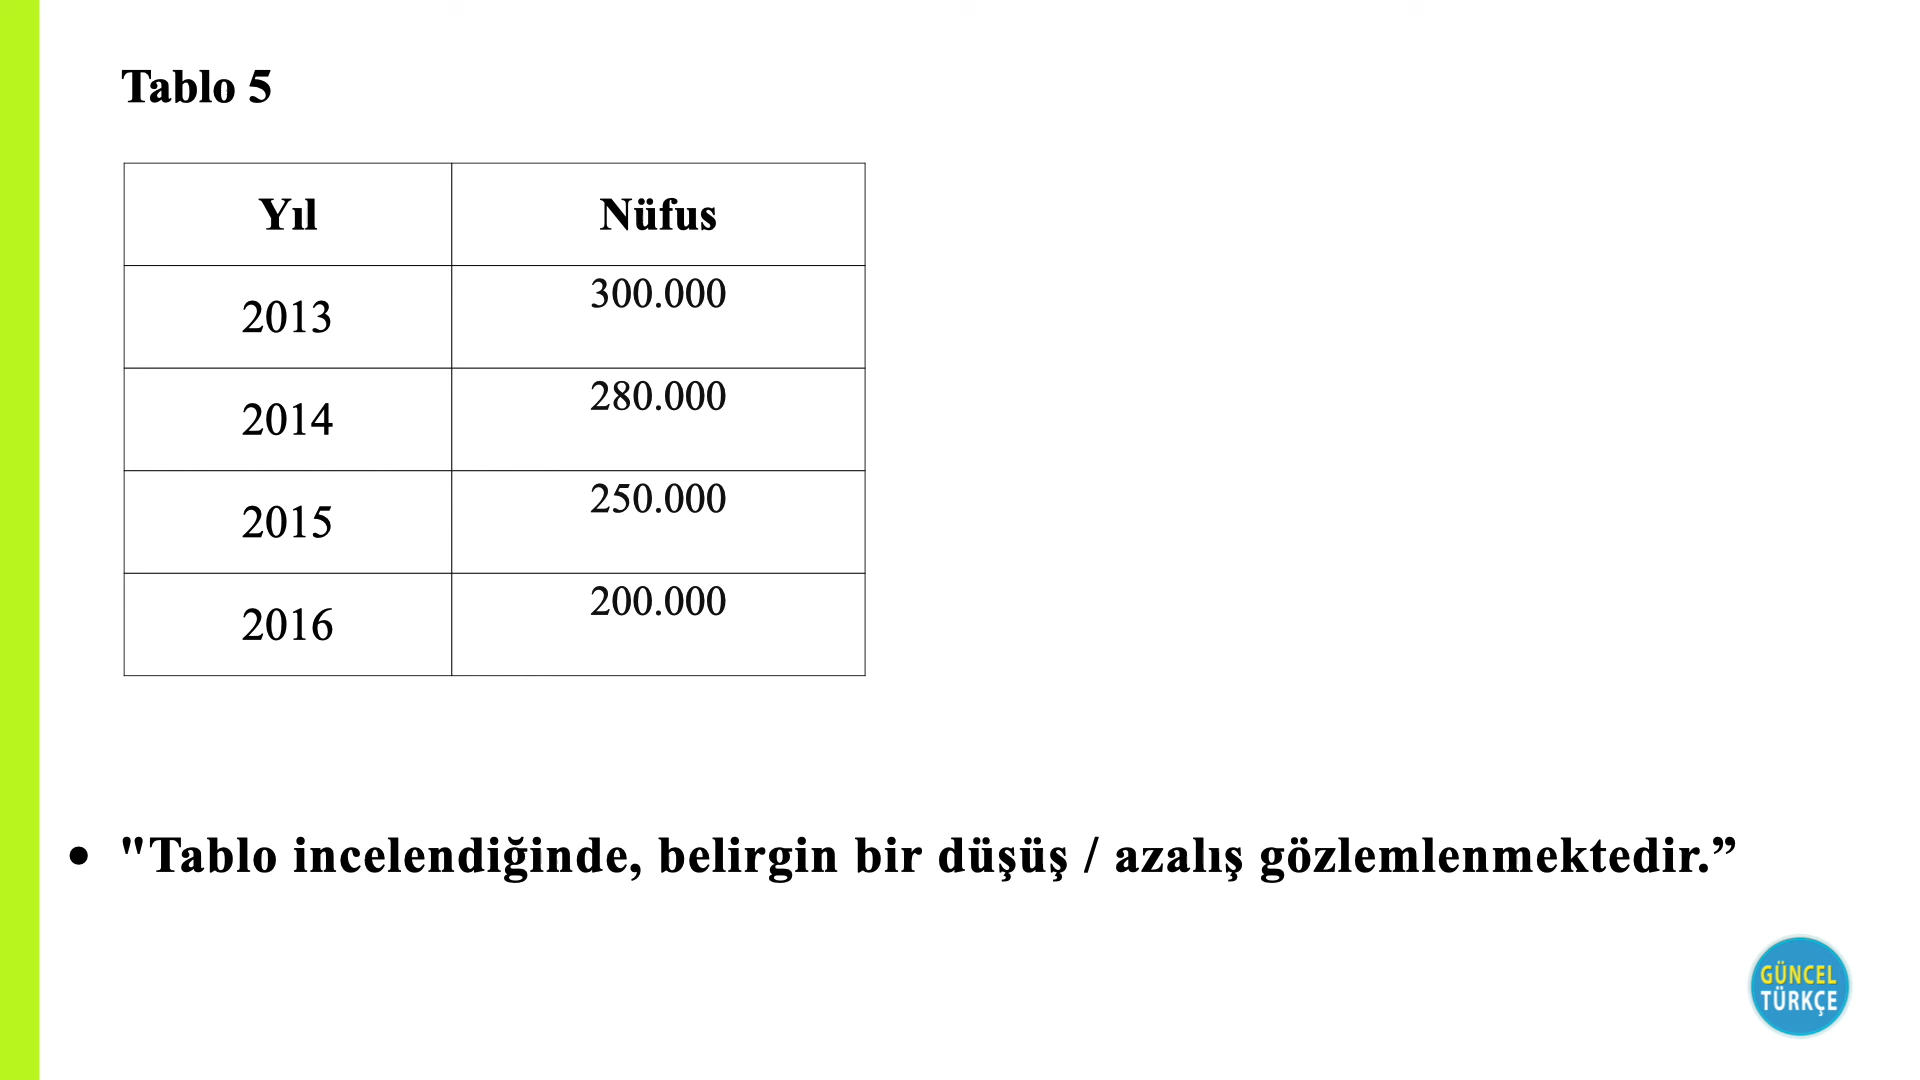 Tablo 5
Yıl Nüfus
2013 300.000
2014 280.000
2015 250.000
2016 200.000
• "Tablo incelendiğinde, belirgin bir düşüş / azalış gözlemlenmektedir.”
GÜNCEL
TÜRKÇE